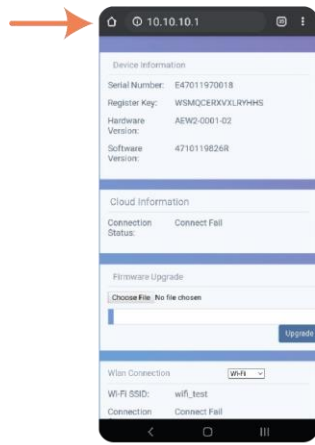 10.10.10.1
Device Information
Serial Number: E47011970018
Register Key: WSMQCERXVXLRYHHS
Hardware Version: AEW2-0001-02
Software Version: 4710119826R
Cloud Information
Connection Status: Connect Fail
Firmware Upgrade
Choose File No file chosen
Upgrade
Wlan Connection Wi-Fi
Wi-Fi SSID: wifi_test
Connection Connect Fail